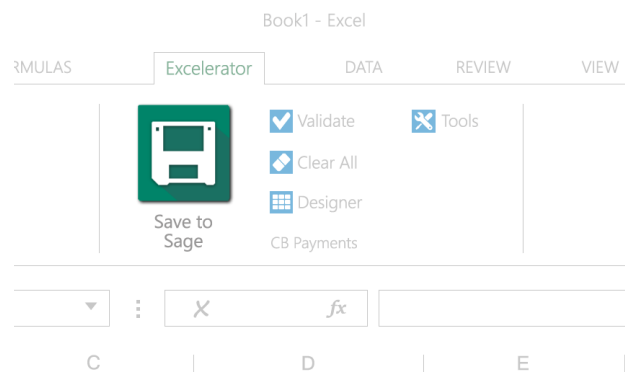 Book1 - Excel
RMULAS Excelerator DATA REVIEW VIEW
Validate Tools
Clear All
Designer
Save to
Sage
CB Payments
fx
C D E